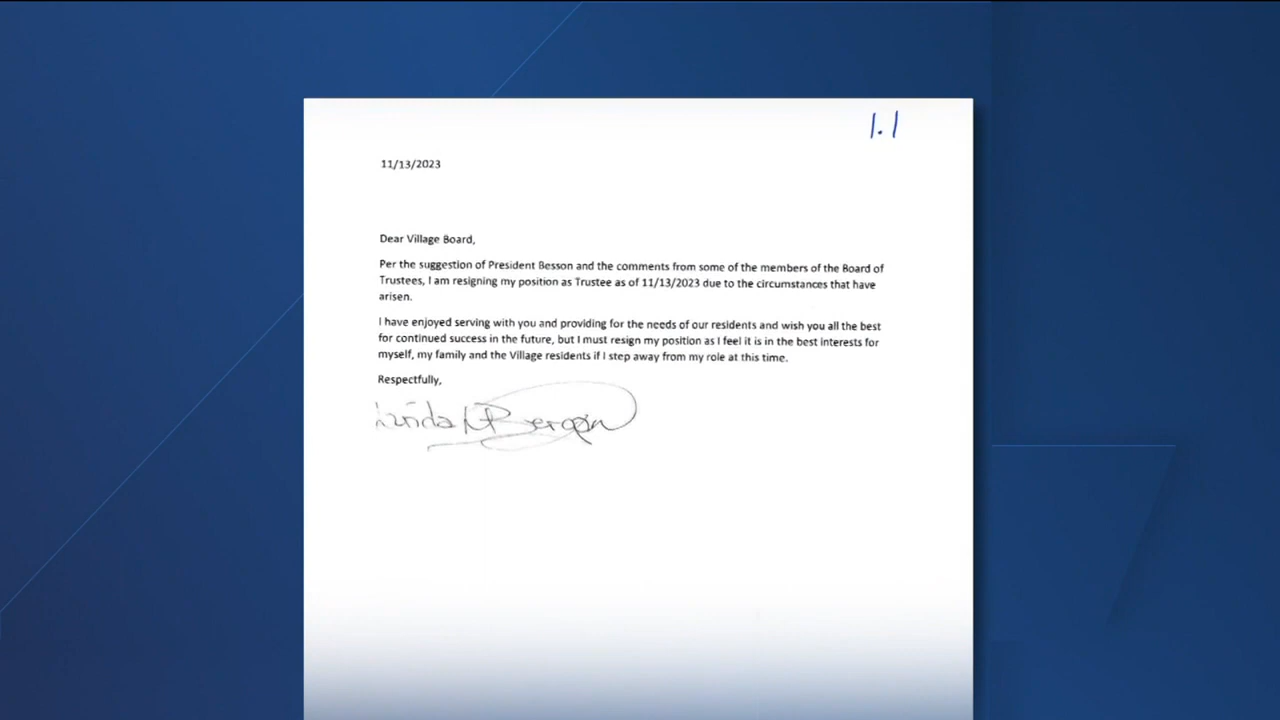 1.1
11/13/2023
Dear Village Board,
Per the suggestion of President Besson and the comments from some of the members of the Board of
Trustees, I am resigning my position as Trustee as of 11/13/2023 due to the circumstances that have
arisen.
I have enjoyed serving with you and providing for the needs of our residents and wish you all the best
for continued success in the future, but I must resign my position as I feel it is in the best interests for
myself, my family and the Village residents if I step away from my role at this time.
Respectfully,